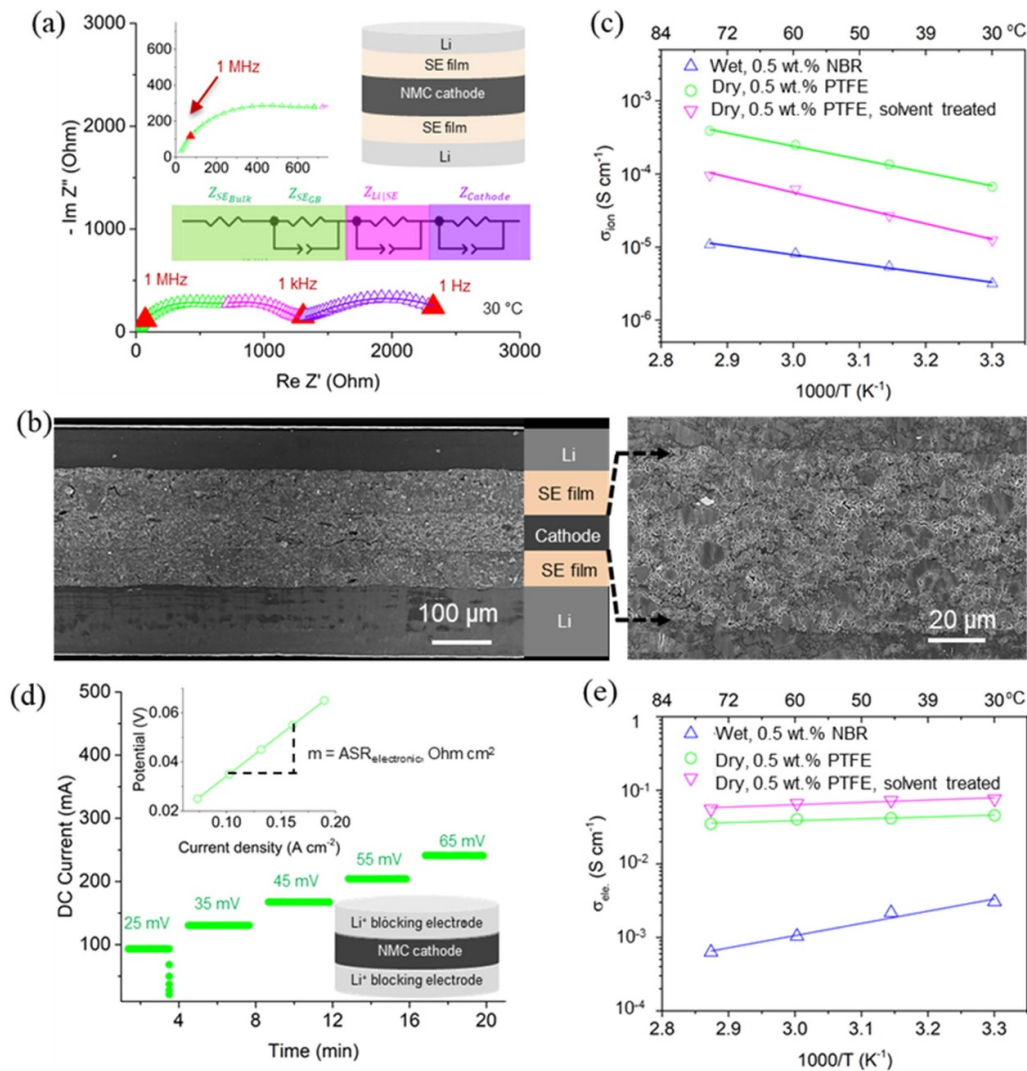 (a)
3000
2000
1000
0
- Im Z" (Ohm)
0
1000
2000
3000
Re Z' (Ohm)
600
400
200
0
0
200
400
600
1 MHz
Li
SE film
NMC cathode
SE film
Li
Z_SE_Bulk
Z_SE_GB
Z_Li|SE
Z_Cathode
1 MHz
1 kHz
1 Hz
30 °C
(c)
84 72 60 50 45 39 30 °C
Wet, 0.5 wt.% NBR
Dry, 0.5 wt.% PTFE
Dry, 0.5 wt.% PTFE, solvent treated
10⁻³
10⁻⁴
10⁻⁵
10⁻⁶
σion (S cm⁻¹)
2.8 2.9 3.0 3.1 3.2 3.3
1000/T (K⁻¹)
(b)
Li
SE film
Cathode
SE film
Li
100 µm
20 µm
(d)
500
400
300
200
100
DC Current (mA)
4 8 12 16 20
Time (min)
0.06
0.04
0.02
Potential (V)
0.10 0.15 0.20
Current density (A cm⁻²)
m = ASRelectronic, Ohm cm²
25 mV
35 mV
45 mV
55 mV
65 mV
Li⁺ blocking electrode
NMC cathode
Li⁺ blocking electrode
(e)
84 72 60 50 45 39 30 °C
Wet, 0.5 wt.% NBR
Dry, 0.5 wt.% PTFE
Dry, 0.5 wt.% PTFE, solvent treated
1
10⁻¹
10⁻²
10⁻³
10⁻⁴
σele. (S cm⁻¹)
2.8 2.9 3.0 3.1 3.2 3.3
1000/T (K⁻¹)